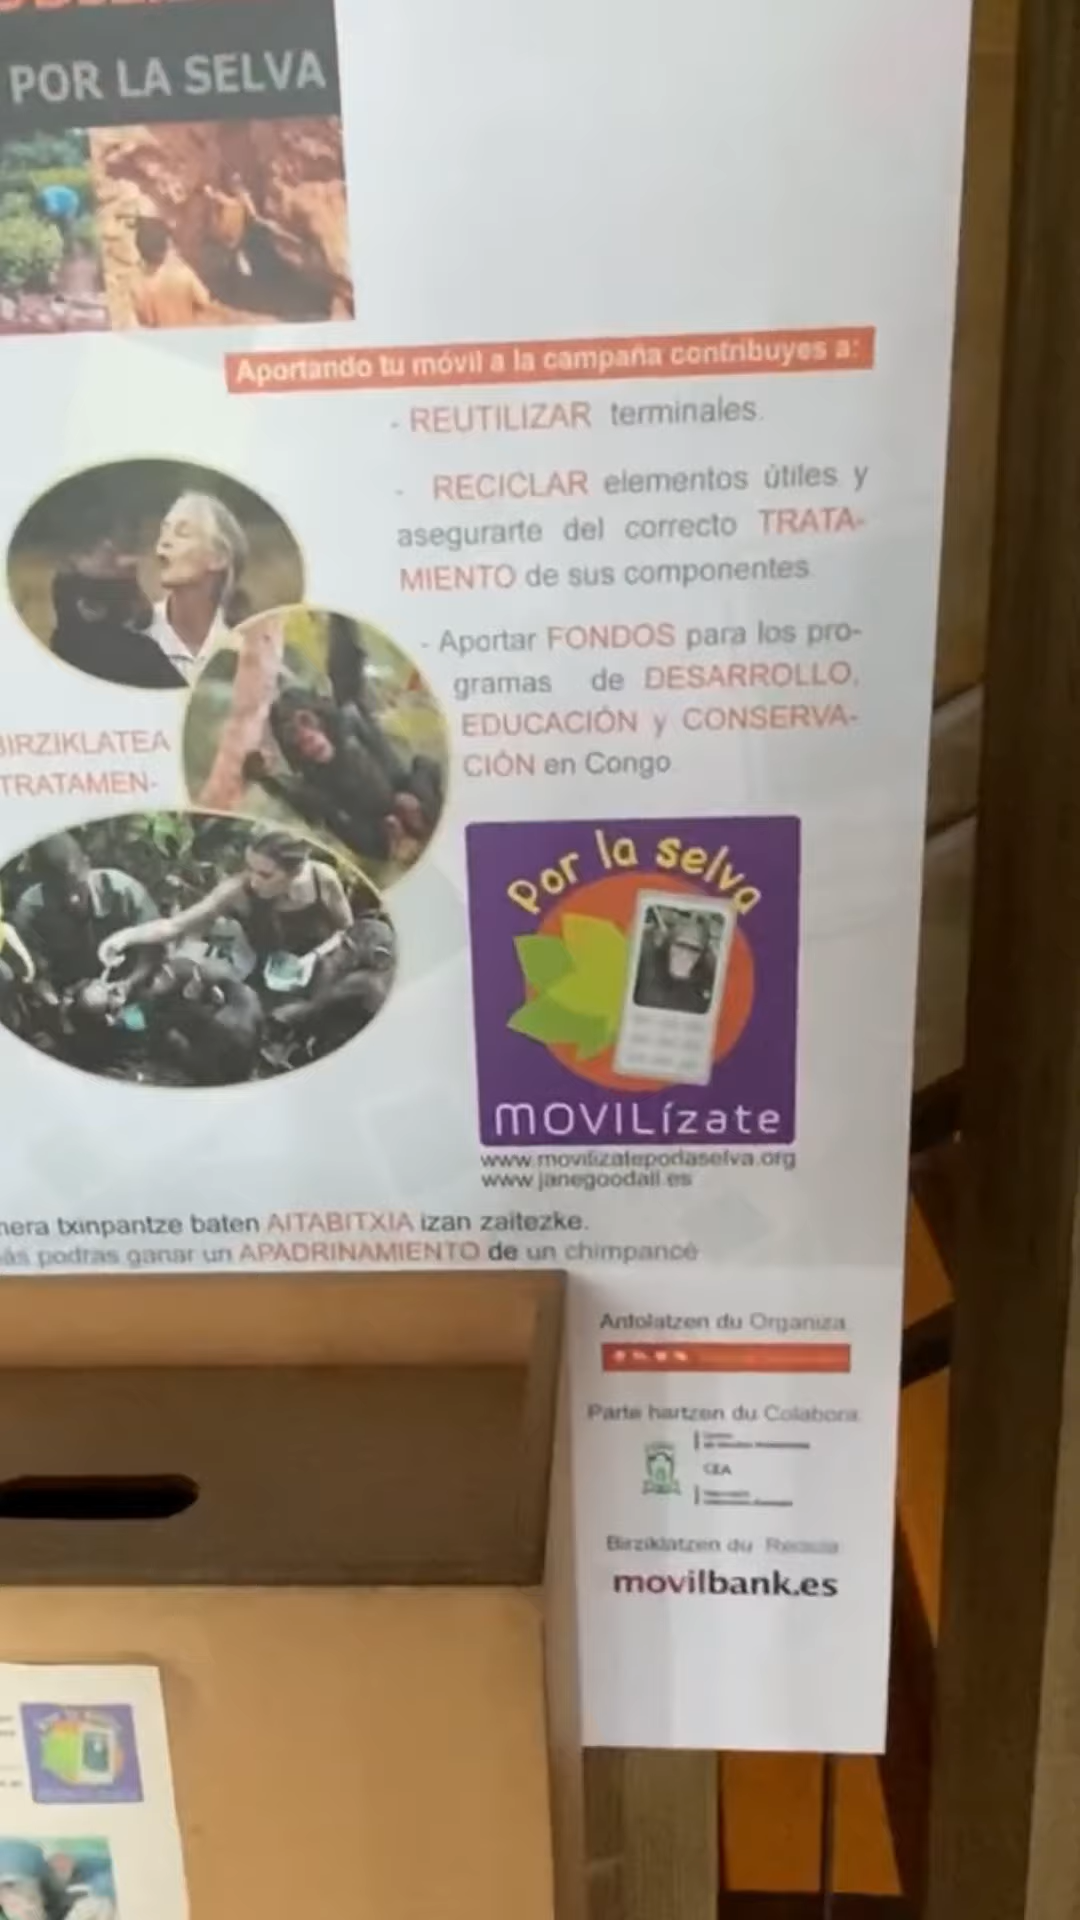 POR LA SELVA
Aportando tu móvil a la campaña contribuyes a:
- REUTILIZAR terminales.
- RECICLAR elementos útiles y
asegurarte del correcto TRATA-
MIENTO de sus componentes
- Aportar FONDOS para los pro-
gramas de DESARROLLO,
EDUCACIÓN y CONSERVA-
CIÓN en Congo
BIRZIKLATEA
TRATAMEN-
Por la selva
MOVILízate
www.movilizateporlaselva.org
www.janegoodall.es
txinpantze baten AITABITXIA izan zaitezke.
podras ganar un APADRINAMIENTO de un chimpancé
Antolatzen du Organiza
Parte hartzen du Colabora
CEA
Birziklatzen du Recicla
movilbank.es